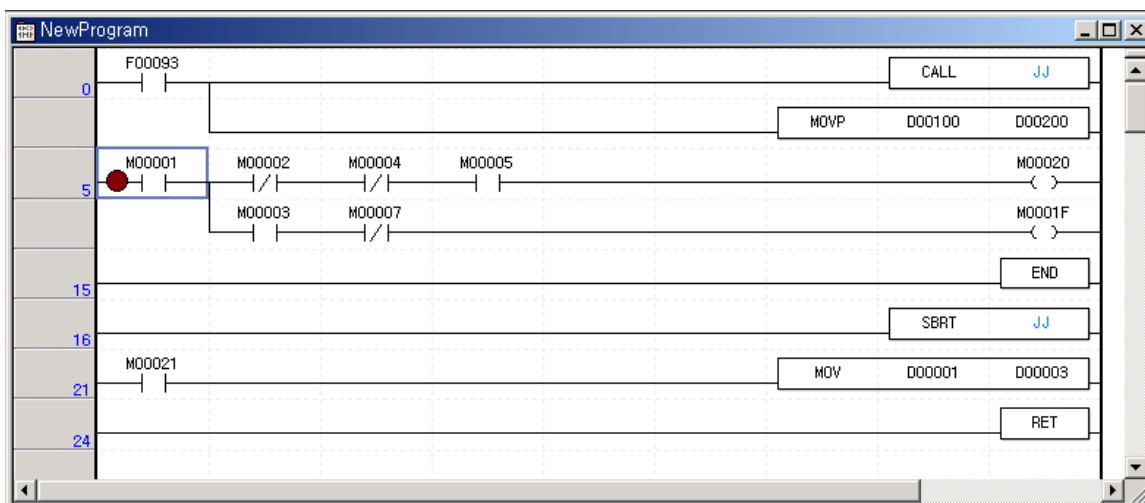 NewProgram
F00093
CALL JJ
0
MOVP D00100 D00200
M00001 M00002 M00004 M00005 M00020
5
M00003 M00007 M0001F
END
15
SBRT JJ
16
M00021
MOV D00001 D00003
21
RET
24